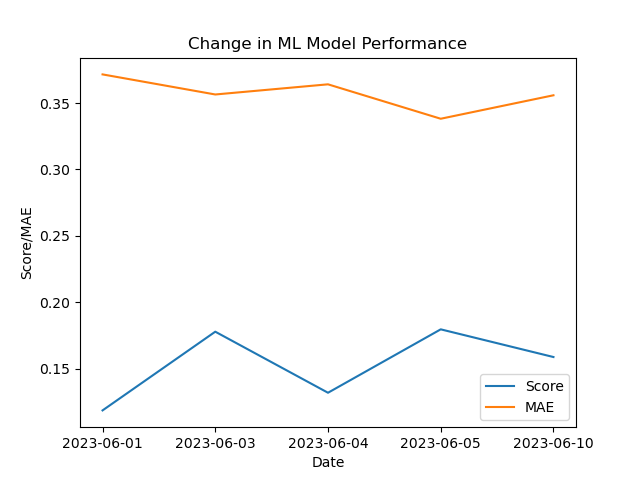 Change in ML Model Performance
Score/MAE
0.35
0.30
0.25
0.20
0.15
Score
MAE
2023-06-01 2023-06-03 2023-06-04 2023-06-05 2023-06-10
Date